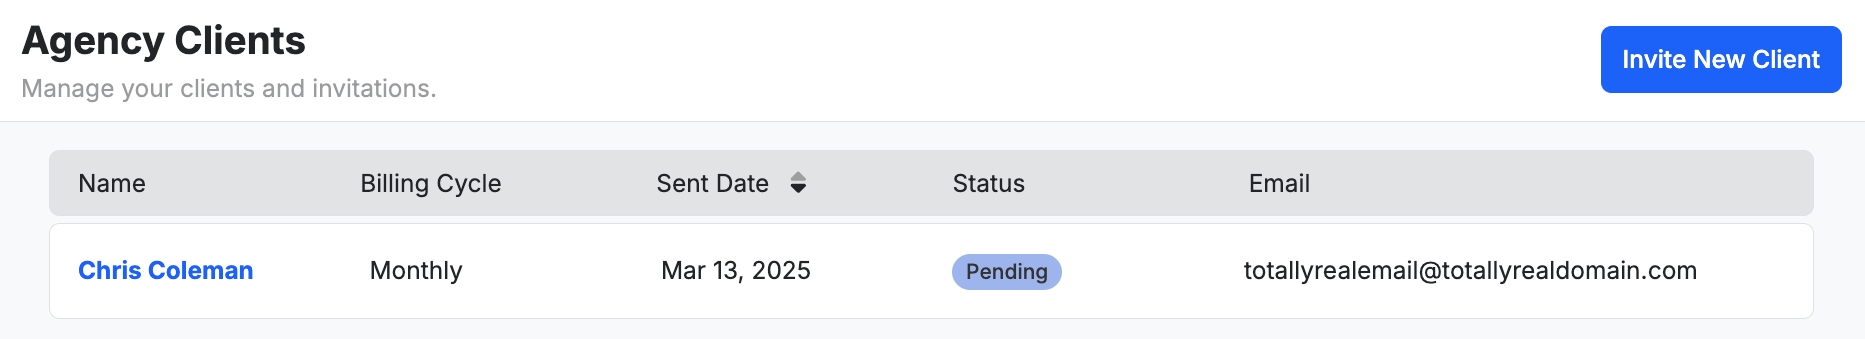 Agency Clients
Manage your clients and invitations.
Invite New Client
Name Billing Cycle Sent Date Status Email
Chris Coleman Monthly Mar 13, 2025 Pending totallyrealemail@totallyrealdomain.com